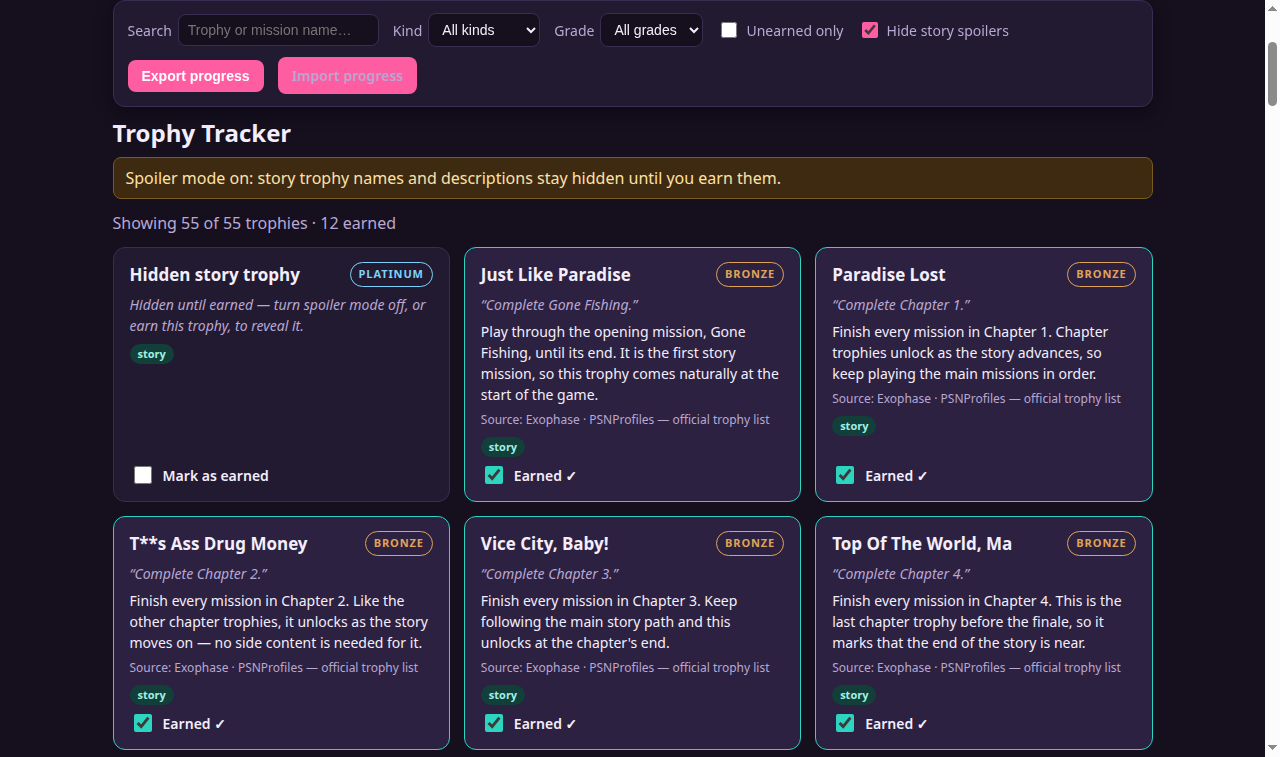 Search Trophy or mission name… Kind All kinds Grade All grades Unearned only Hide story spoilers
Export progress Import progress
Trophy Tracker
Spoiler mode on: story trophy names and descriptions stay hidden until you earn them.
Showing 55 of 55 trophies · 12 earned
Hidden story trophy PLATINUM
Hidden until earned — turn spoiler mode off, or
earn this trophy, to reveal it.
story
Mark as earned
Just Like Paradise BRONZE
“Complete Gone Fishing.”
Play through the opening mission, Gone
Fishing, until its end. It is the first story
mission, so this trophy comes naturally at the
start of the game.
Source: Exophase · PSNProfiles — official trophy list
story
Earned ✓
Paradise Lost BRONZE
“Complete Chapter 1.”
Finish every mission in Chapter 1. Chapter
trophies unlock as the story advances, so
keep playing the main missions in order.
Source: Exophase · PSNProfiles — official trophy list
story
Earned ✓
T**s Ass Drug Money BRONZE
“Complete Chapter 2.”
Finish every mission in Chapter 2. Like the
other chapter trophies, it unlocks as the story
moves on — no side content is needed for it.
Source: Exophase · PSNProfiles — official trophy list
story
Earned ✓
Vice City, Baby! BRONZE
“Complete Chapter 3.”
Finish every mission in Chapter 3. Keep
following the main story path and this
unlocks at the chapter's end.
Source: Exophase · PSNProfiles — official trophy list
story
Earned ✓
Top Of The World, Ma BRONZE
“Complete Chapter 4.”
Finish every mission in Chapter 4. This is the
last chapter trophy before the finale, so it
marks that the end of the story is near.
Source: Exophase · PSNProfiles — official trophy list
story
Earned ✓